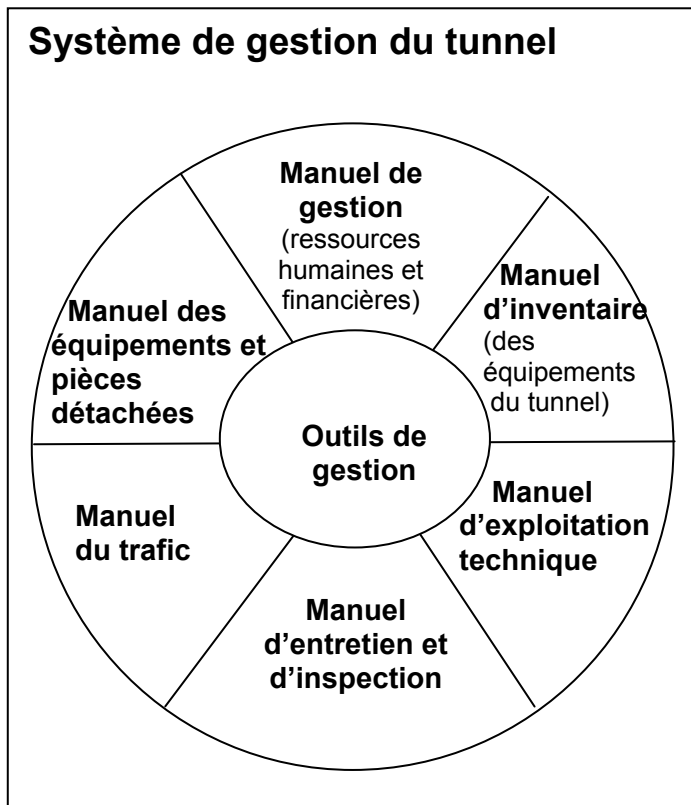 Système de gestion du tunnel
Manuel de
gestion
(ressources
humaines et
financières)
Manuel
d’inventaire
(des
équipements
du tunnel)
Manuel des
équipements et
pièces
détachées
Outils de
gestion
Manuel
d’exploitation
technique
Manuel
du trafic
Manuel
d’entretien et
d’inspection